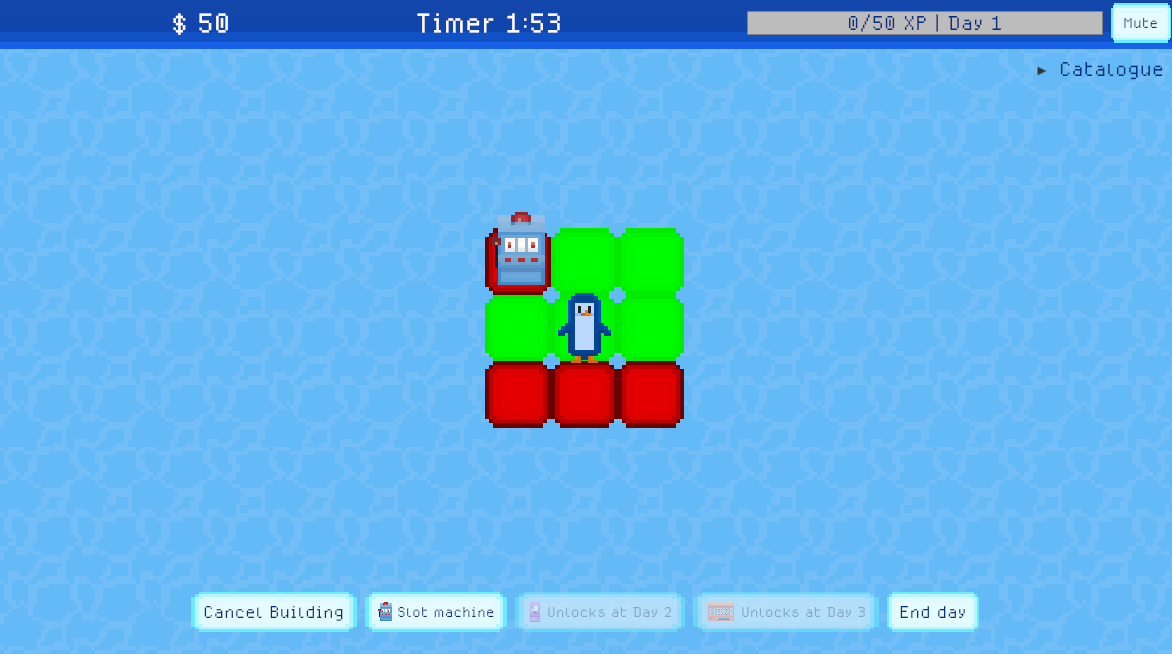 $ 50
Timer 1:53
0/50 XP | Day 1
Mute
▸ Catalogue
Cancel Building
Slot machine
Unlocks at Day 2
Unlocks at Day 3
End day